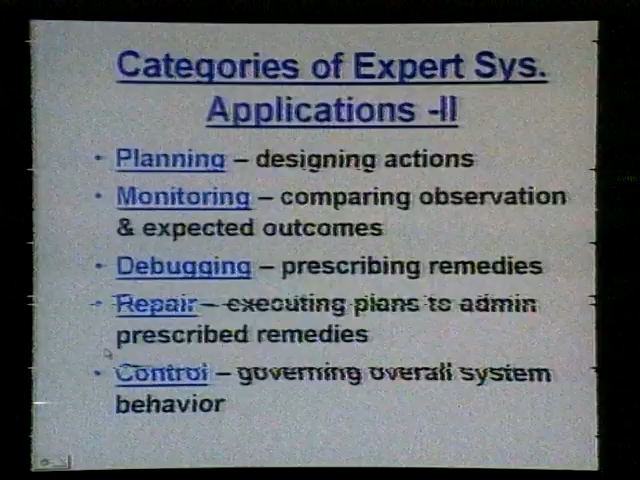 Categories of Expert Sys.
Applications -II
• Planning – designing actions
• Monitoring – comparing observation
& expected outcomes
• Debugging – prescribing remedies
• Repair – executing plans to admin
prescribed remedies
• Control – governing overall system
behavior